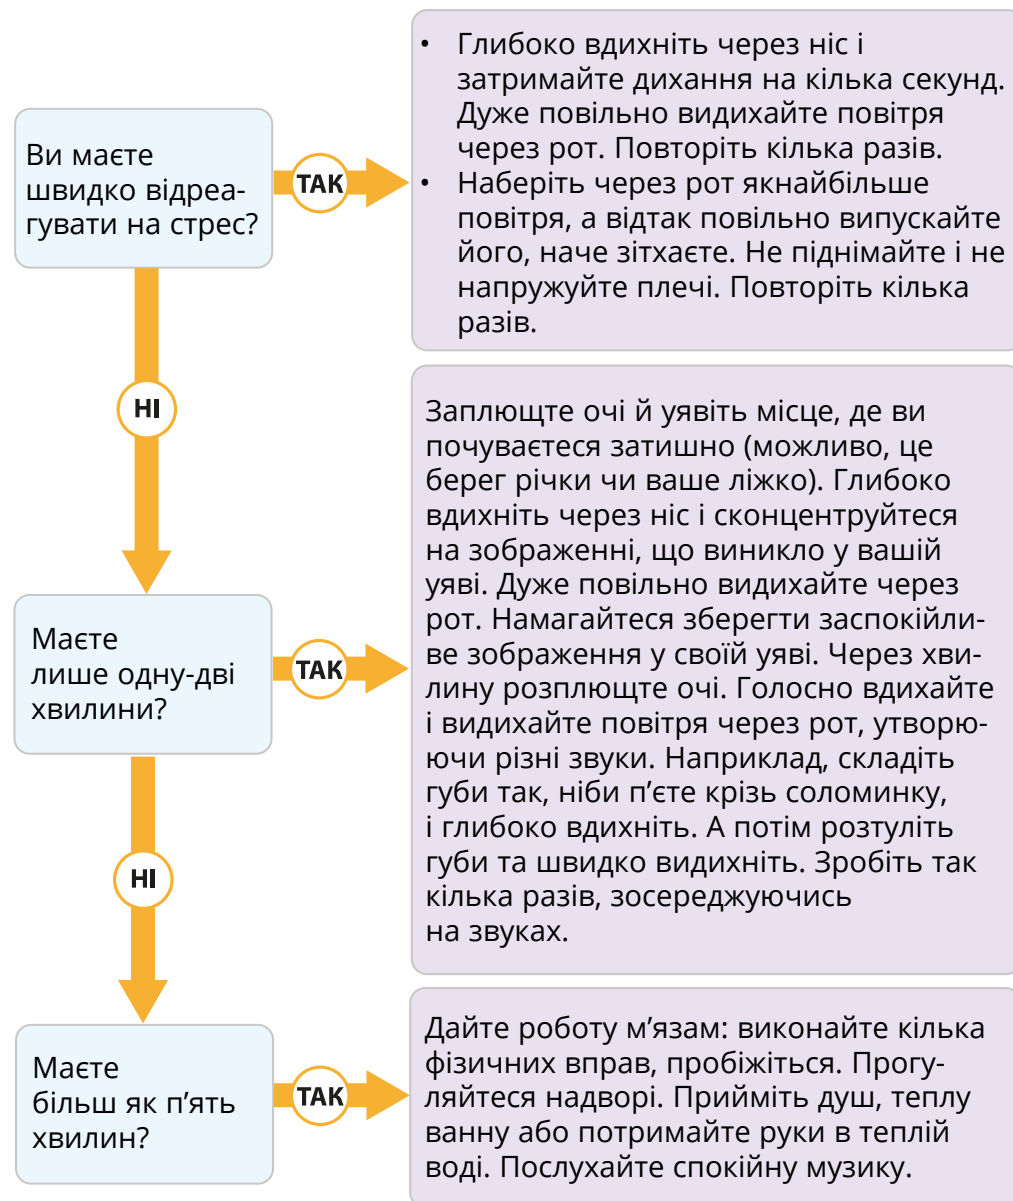 Ви маєте
швидко відреа-
гувати на стрес?
ТАК
• Глибоко вдихніть через ніс і
затримайте дихання на кілька секунд.
Дуже повільно видихайте повітря
через рот. Повторіть кілька разів.
• Наберіть через рот якнайбільше
повітря, а відтак повільно випускайте
його, наче зітхаєте. Не піднімайте і не
напружуйте плечі. Повторіть кілька
разів.
НІ
Маєте
лише одну-дві
хвилини?
ТАК
Заплющте очі й уявіть місце, де ви
почуваєтеся затишно (можливо, це
берег річки чи ваше ліжко). Глибоко
вдихніть через ніс і сконцентруйтеся
на зображенні, що виникло у вашій
уяві. Дуже повільно видихайте через
рот. Намагайтеся зберегти заспокійли-
ве зображення у своїй уяві. Через хви-
лину розплющте очі. Голосно вдихайте
і видихайте повітря через рот, утворю-
ючи різні звуки. Наприклад, складіть
губи так, ніби п’єте крізь соломинку,
і глибоко вдихніть. А потім розтуліть
губи та швидко видихніть. Зробіть так
кілька разів, зосереджуючись
на звуках.
НІ
Маєте
більш як п’ять
хвилин?
ТАК
Дайте роботу м’язам: виконайте кілька
фізичних вправ, пробіжіться. Прогу-
ляйтеся надворі. Прийміть душ, теплу
ванну або потримайте руки в теплій
воді. Послухайте спокійну музику.